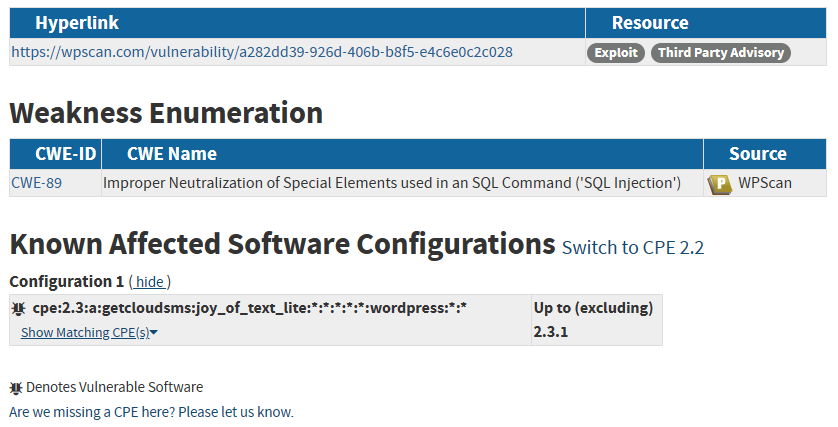 Hyperlink Resource
https://wpscan.com/vulnerability/a282dd39-926d-406b-b8f5-e4c6e0c2c028 Exploit Third Party Advisory
Weakness Enumeration
CWE-ID CWE Name Source
CWE-89 Improper Neutralization of Special Elements used in an SQL Command ('SQL Injection') P WPScan
Known Affected Software Configurations Switch to CPE 2.2
Configuration 1 ( hide )
cpe:2.3:a:getcloudsms:joy_of_text_lite:*:*:*:*:*:wordpress:*:* Up to (excluding)
Show Matching CPE(s) 2.3.1
Denotes Vulnerable Software
Are we missing a CPE here? Please let us know.